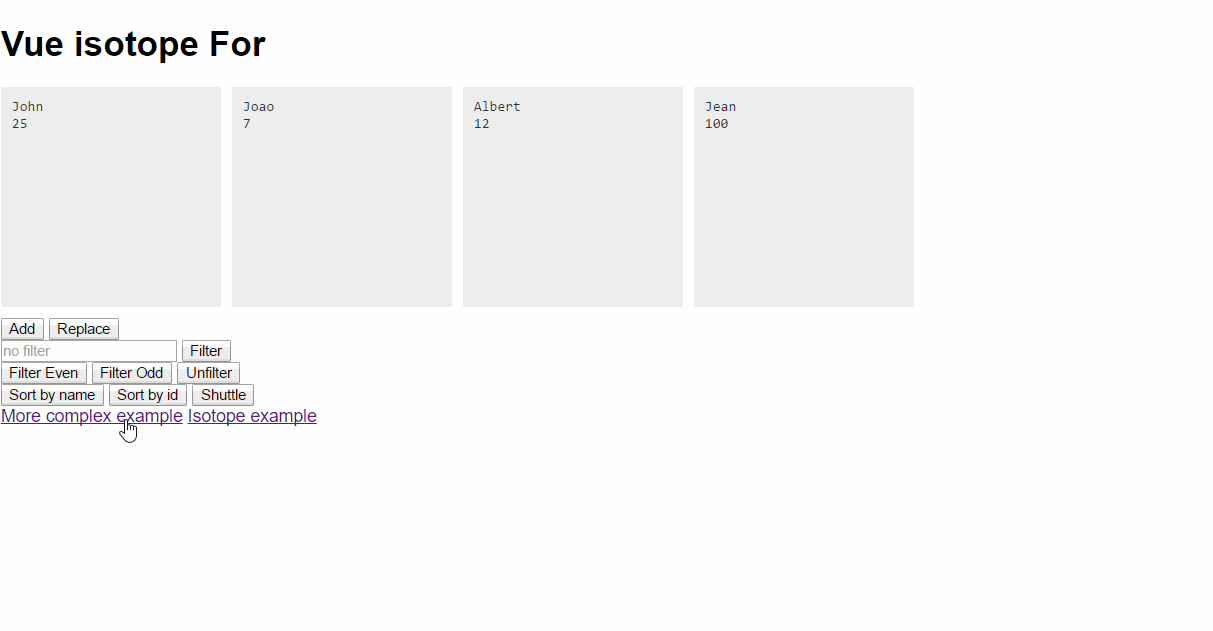 Vue isotope For
John Joao Albert Jean
25 7 12 100
Add Replace
no filter Filter
Filter Even Filter Odd Unfilter
Sort by name Sort by id Shuttle
More complex example Isotope example